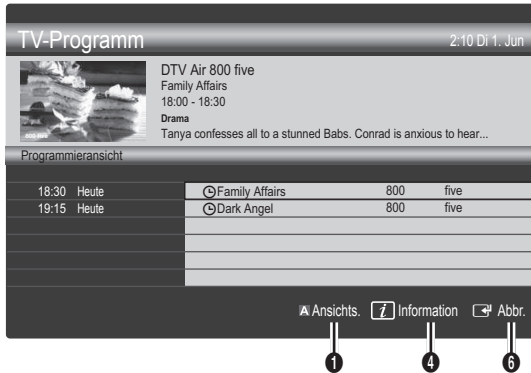 TV-Programm 2:10 Di 1. Jun
DTV Air 800 five
Family Affairs
18:00 - 18:30
Drama
Tanya confesses all to a stunned Babs. Conrad is anxious to hear...
Programmieransicht
18:30 Heute Family Affairs 800 five
19:15 Heute Dark Angel 800 five
A Ansichts. i Information Abbr.
1 4 6